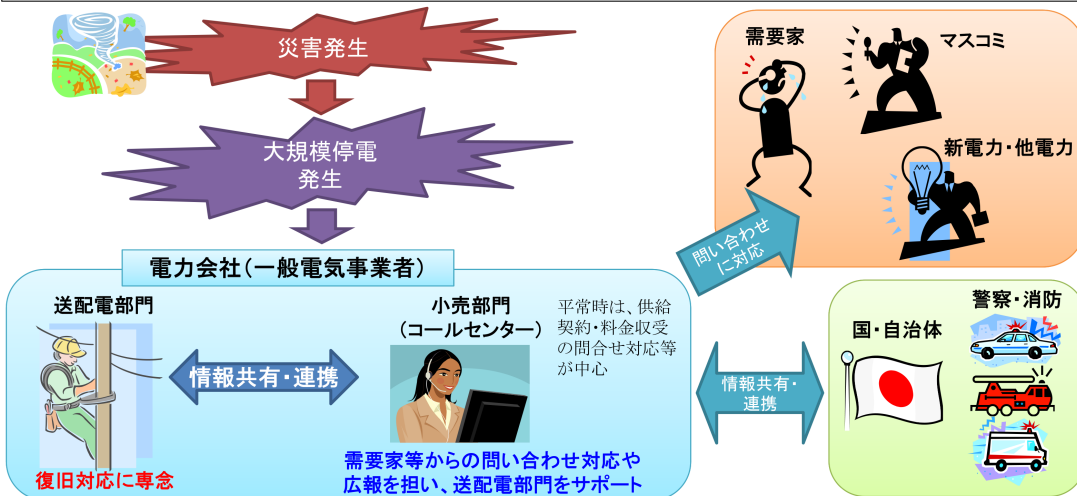 災害発生
大規模停電
発生
電力会社(一般電気事業者)
送配電部門
復旧対応に専念
情報共有・連携
小売部門
(コールセンター)
平常時は、供給
契約・料金収受
の問合せ対応等
が中心
需要家等からの問い合わせ対応や
広報を担い、送配電部門をサポート
問い合わせ
に対応
需要家
マスコミ
新電力・他電力
情報共有・
連携
国・自治体
警察・消防